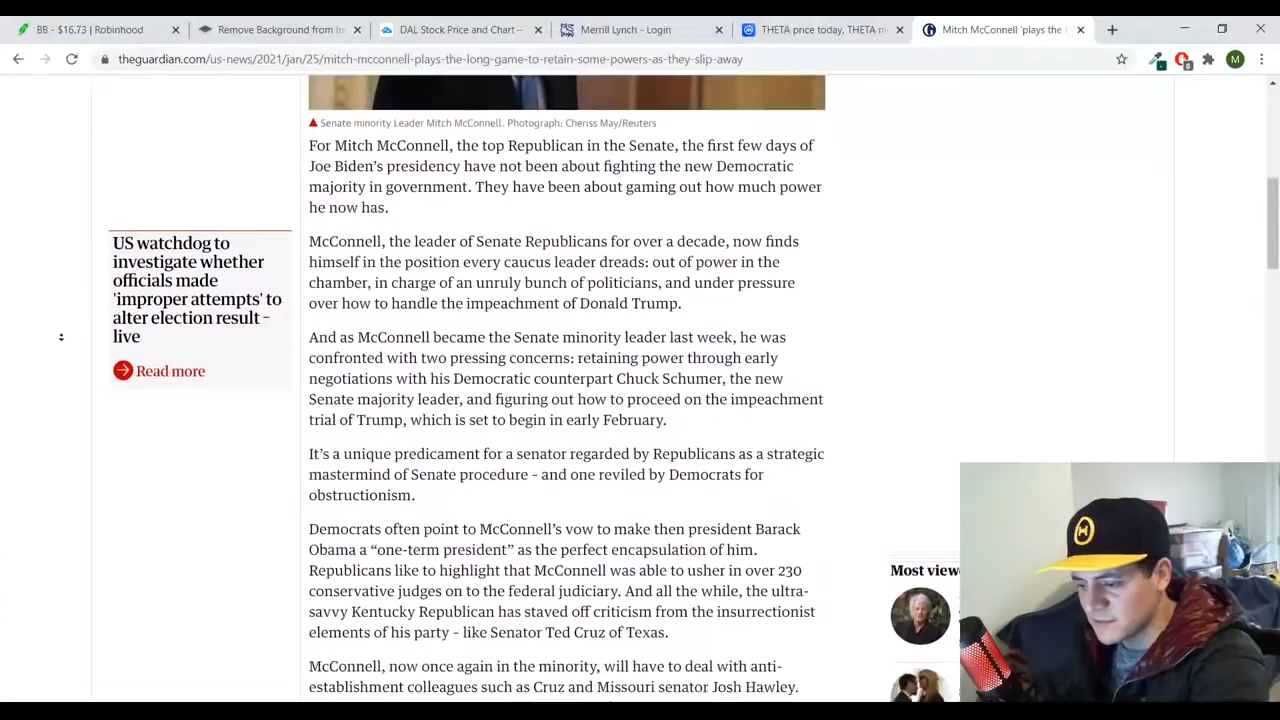 BB - $16.73 | Robinhood
Remove Background from Im
DAL Stock Price and Chart —
Merrill Lynch - Login
THETA price today, THETA m
Mitch McConnell 'plays the l
theguardian.com/us-news/2021/jan/25/mitch-mcconnell-plays-the-long-game-to-retain-some-powers-as-they-slip-away
8
M
Senate minority Leader Mitch McConnell. Photograph: Cheriss May/Reuters
For Mitch McConnell, the top Republican in the Senate, the first few days of
Joe Biden's presidency have not been about fighting the new Democratic
majority in government. They have been about gaming out how much power
he now has.
US watchdog to
investigate whether
officials made
'improper attempts' to
alter election result –
live
Read more
McConnell, the leader of Senate Republicans for over a decade, now finds
himself in the position every caucus leader dreads: out of power in the
chamber, in charge of an unruly bunch of politicians, and under pressure
over how to handle the impeachment of Donald Trump.
And as McConnell became the Senate minority leader last week, he was
confronted with two pressing concerns: retaining power through early
negotiations with his Democratic counterpart Chuck Schumer, the new
Senate majority leader, and figuring out how to proceed on the impeachment
trial of Trump, which is set to begin in early February.
It's a unique predicament for a senator regarded by Republicans as a strategic
mastermind of Senate procedure – and one reviled by Democrats for
obstructionism.
Democrats often point to McConnell's vow to make then president Barack
Obama a “one-term president” as the perfect encapsulation of him.
Republicans like to highlight that McConnell was able to usher in over 230
conservative judges on to the federal judiciary. And all the while, the ultra-
savvy Kentucky Republican has staved off criticism from the insurrectionist
elements of his party – like Senator Ted Cruz of Texas.
McConnell, now once again in the minority, will have to deal with anti-
establishment colleagues such as Cruz and Missouri senator Josh Hawley.
Most view